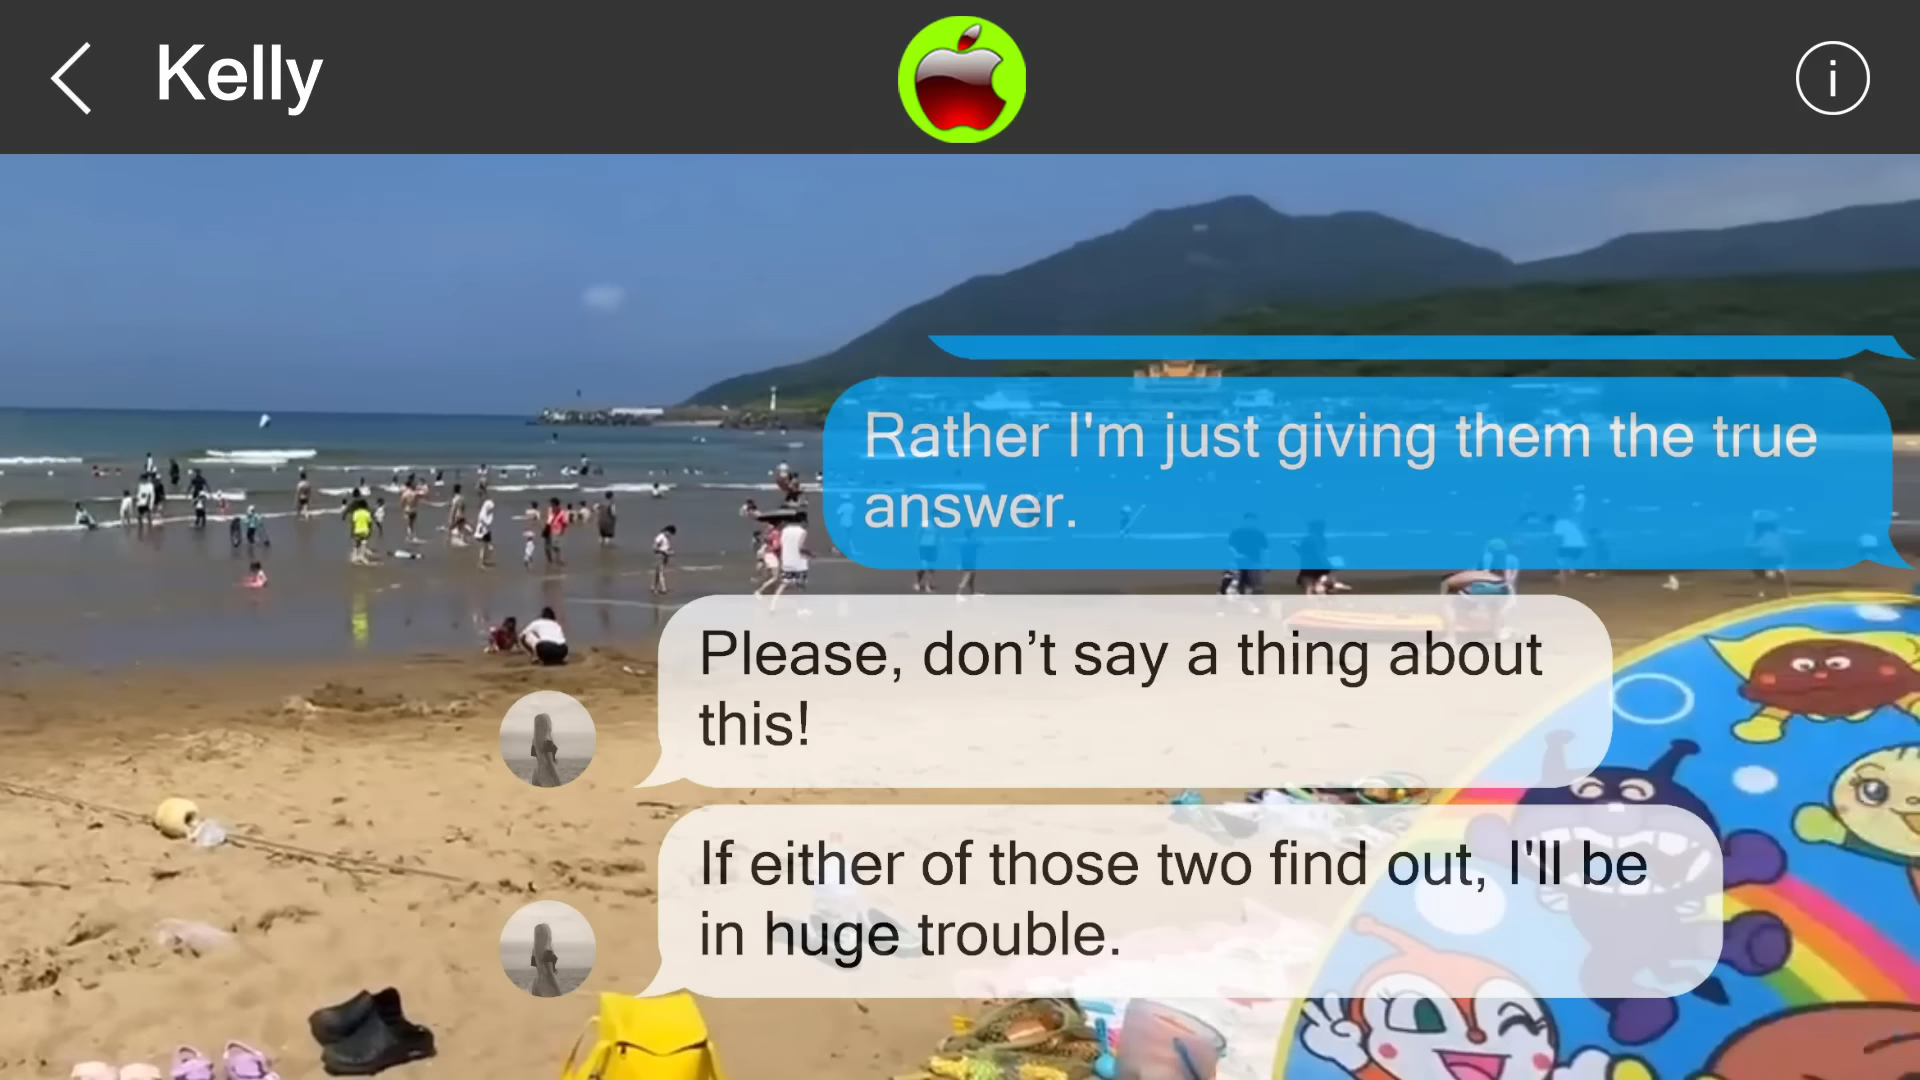 Kelly
i
Rather I'm just giving them the true
answer.
Please, don’t say a thing about
this!
If either of those two find out, I'll be
in huge trouble.